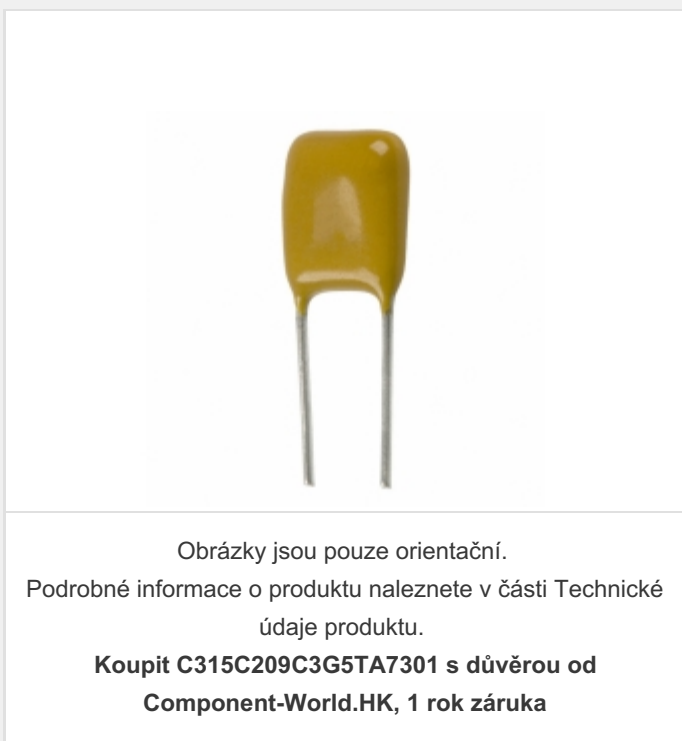 Obrázky jsou pouze orientační.
Podrobné informace o produktu naleznete v části Technické
údaje produktu.
Koupit C315C209C3G5TA7301 s důvěrou od
Component-World.HK, 1 rok záruka